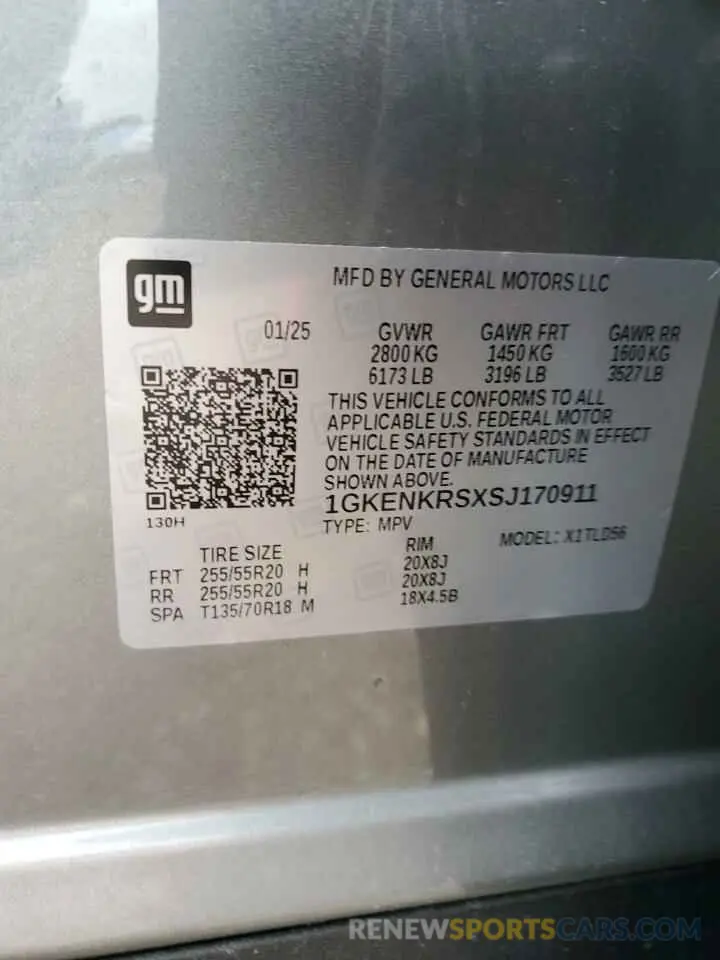 gm
MFD BY GENERAL MOTORS LLC
01/25 GVWR GAWR FRT GAWR RR
2800 KG 1450 KG 1600 KG
6173 LB 3196 LB 3527 LB
THIS VEHICLE CONFORMS TO ALL
APPLICABLE U.S. FEDERAL MOTOR
VEHICLE SAFETY STANDARDS IN EFFECT
ON THE DATE OF MANUFACTURE
SHOWN ABOVE.
1GKENKRSXSJ170911
130H
TYPE: MPV MODEL: X1TLD56
TIRE SIZE RIM
FRT 255/55R20 H 20X8J
RR 255/55R20 H 20X8J
SPA T135/70R18 M 18X4.5B
RENEWSPORTSCARS.COM